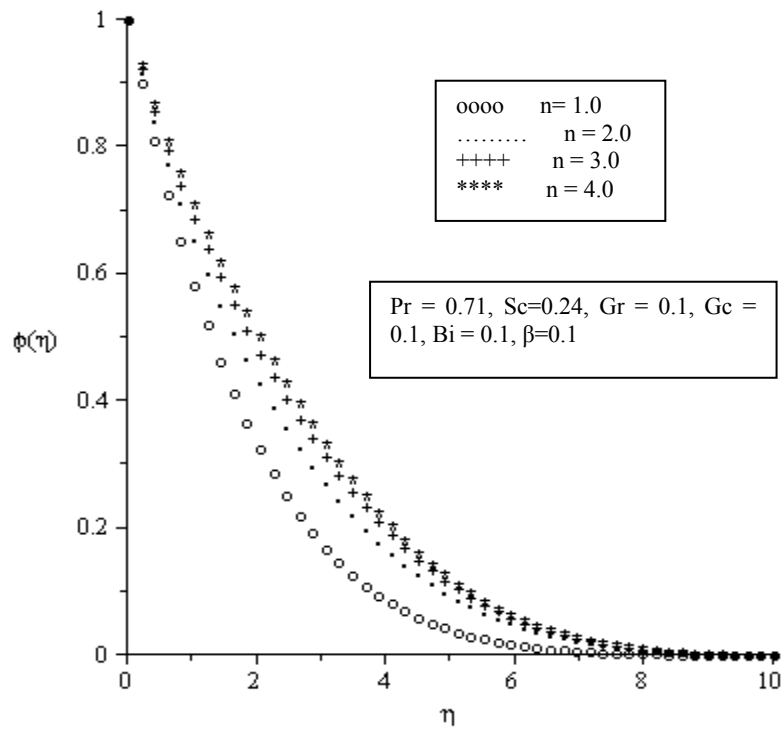 1
oooo n= 1.0
......... n = 2.0
++++ n = 3.0
**** n = 4.0
0.8
0.6
Pr = 0.71, Sc=0.24, Gr = 0.1, Gc =
0.1, Bi = 0.1, β=0.1
ϕ(η)
0.4
0.2
0
0 2 4 6 8 10
η